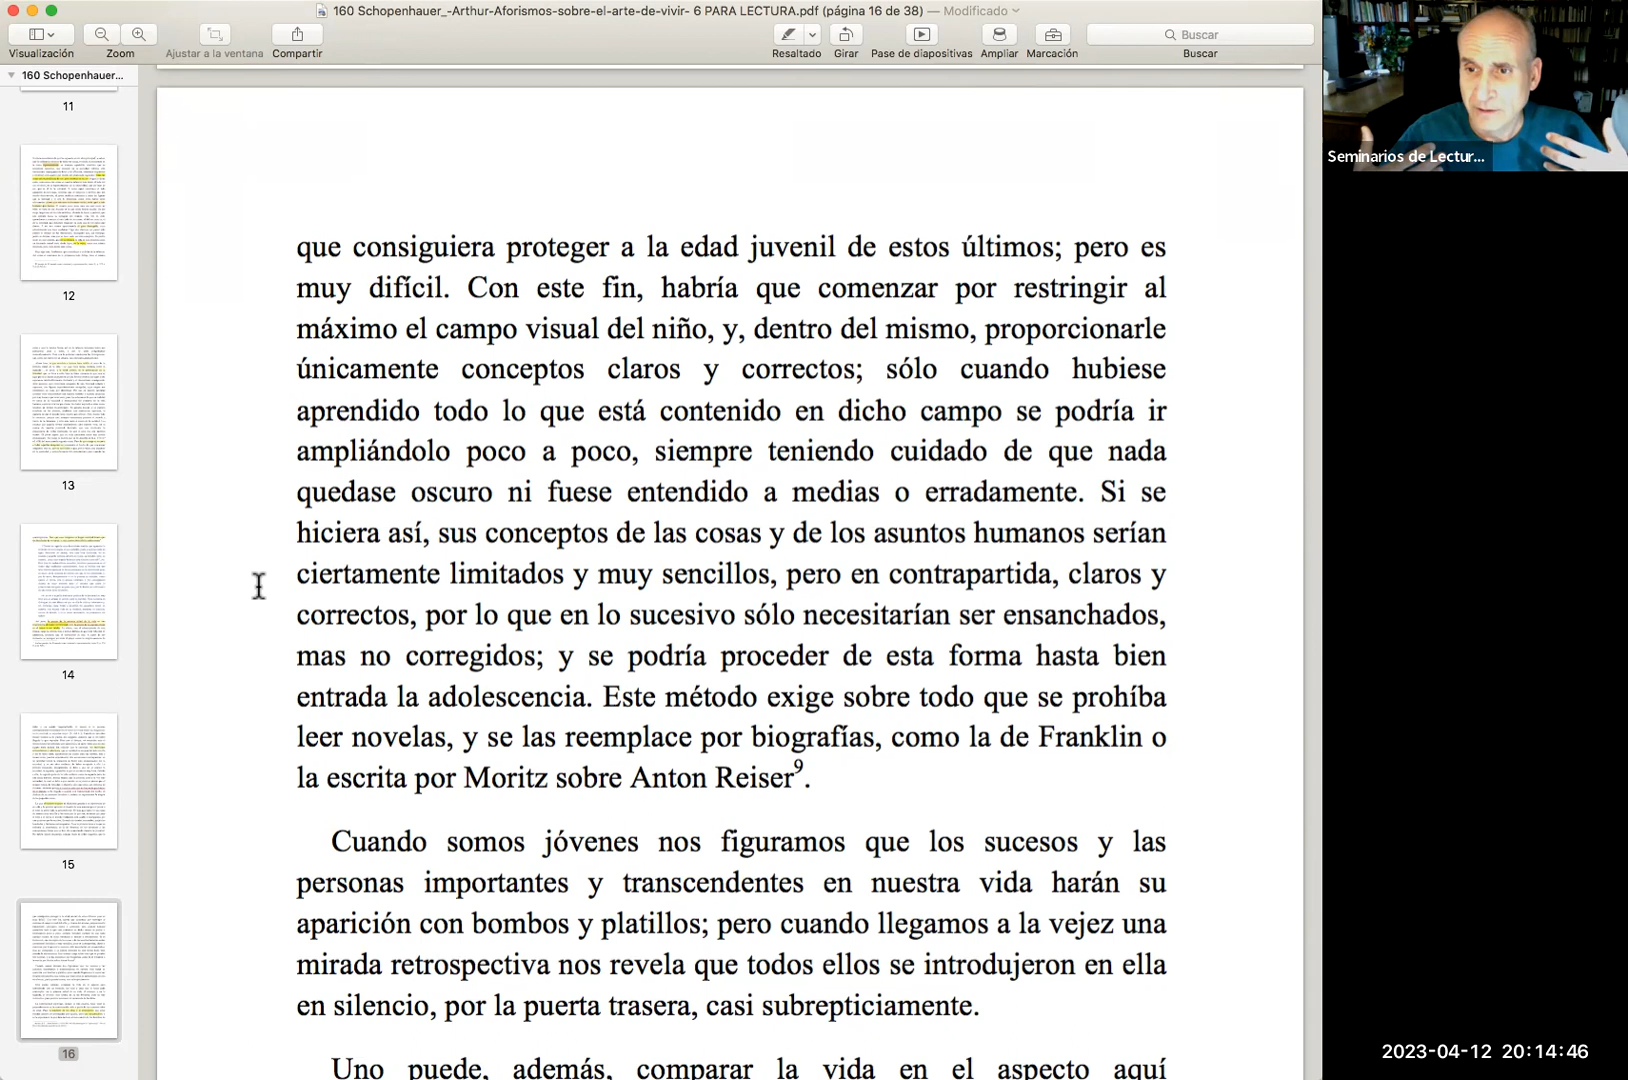 160 Schopenhauer_-Arthur-Aforismos-sobre-el-arte-de-vivir- 6 PARA LECTURA.pdf (página 16 de 38) — Modificado
Visualización
Zoom
Ajustar a la ventana
Compartir
Resaltado
Girar
Pase de diapositivas
Ampliar
Marcación
Buscar
Buscar
160 Schopenhauer...
11
12
13
14
15
16
que consiguiera proteger a la edad juvenil de estos últimos; pero es
muy difícil. Con este fin, habría que comenzar por restringir al
máximo el campo visual del niño, y, dentro del mismo, proporcionarle
únicamente conceptos claros y correctos; sólo cuando hubiese
aprendido todo lo que está contenido en dicho campo se podría ir
ampliándolo poco a poco, siempre teniendo cuidado de que nada
quedase oscuro ni fuese entendido a medias o erradamente. Si se
hiciera así, sus conceptos de las cosas y de los asuntos humanos serían
ciertamente limitados y muy sencillos, pero en contrapartida, claros y
correctos, por lo que en lo sucesivo sólo necesitarían ser ensanchados,
mas no corregidos; y se podría proceder de esta forma hasta bien
entrada la adolescencia. Este método exige sobre todo que se prohíba
leer novelas, y se las reemplace por biografías, como la de Franklin o
la escrita por Moritz sobre Anton Reiser⁹.
Cuando somos jóvenes nos figuramos que los sucesos y las
personas importantes y transcendentes en nuestra vida harán su
aparición con bombos y platillos; pero cuando llegamos a la vejez una
mirada retrospectiva nos revela que todos ellos se introdujeron en ella
en silencio, por la puerta trasera, casi subrepticiamente.
Uno puede, además, comparar la vida en el aspecto aquí
Seminarios de Lectur...
2023-04-12 20:14:46